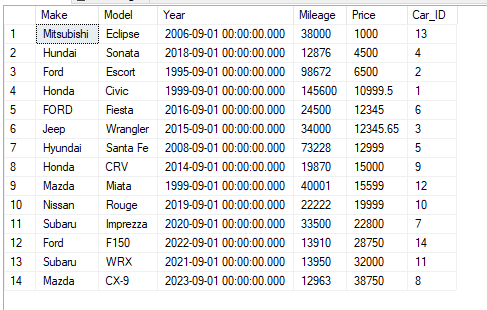 Make Model Year Mileage Price Car_ID
1 Mitsubishi Eclipse 2006-09-01 00:00:00.000 38000 1000 13
2 Hundai Sonata 2018-09-01 00:00:00.000 12876 4500 4
3 Ford Escort 1995-09-01 00:00:00.000 98672 6500 2
4 Honda Civic 1999-09-01 00:00:00.000 145600 10999.5 1
5 FORD Fiesta 2016-09-01 00:00:00.000 24500 12345 6
6 Jeep Wrangler 2015-09-01 00:00:00.000 34000 12345.65 3
7 Hyundai Santa Fe 2008-09-01 00:00:00.000 73228 12999 5
8 Honda CRV 2014-09-01 00:00:00.000 19870 15000 9
9 Mazda Miata 1999-09-01 00:00:00.000 40001 15599 12
10 Nissan Rouge 2019-09-01 00:00:00.000 22222 19999 10
11 Subaru Imprezza 2020-09-01 00:00:00.000 33500 22800 7
12 Ford F150 2022-09-01 00:00:00.000 13910 28750 14
13 Subaru WRX 2021-09-01 00:00:00.000 13950 32000 11
14 Mazda CX-9 2023-09-01 00:00:00.000 12963 38750 8